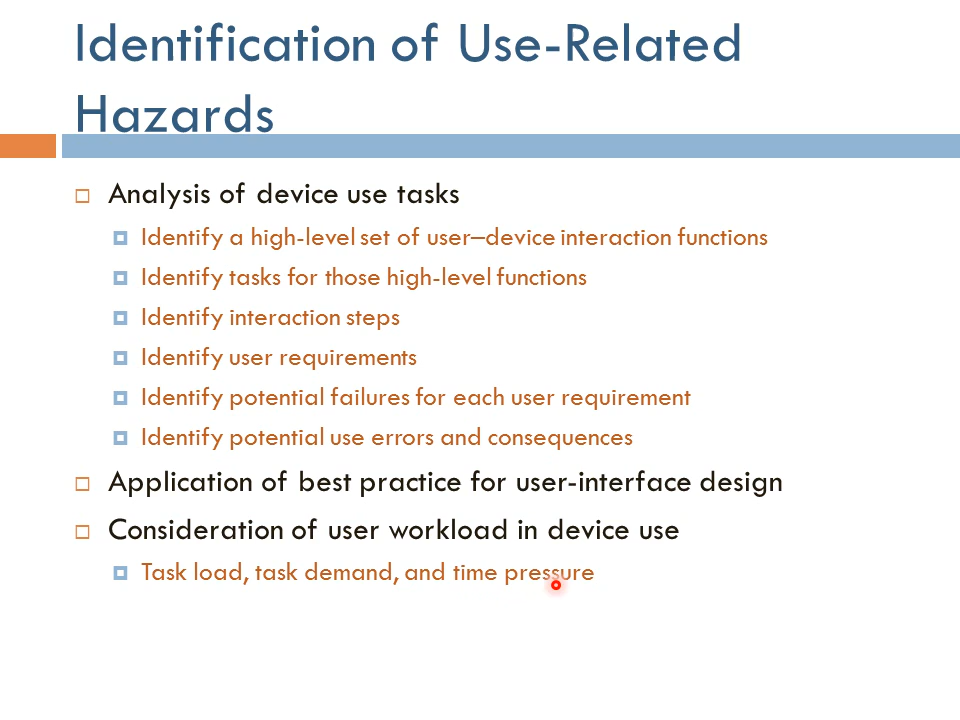 Identification of Use-Related
Hazards
Analysis of device use tasks
Identify a high-level set of user–device interaction functions
Identify tasks for those high-level functions
Identify interaction steps
Identify user requirements
Identify potential failures for each user requirement
Identify potential use errors and consequences
Application of best practice for user-interface design
Consideration of user workload in device use
Task load, task demand, and time pressure